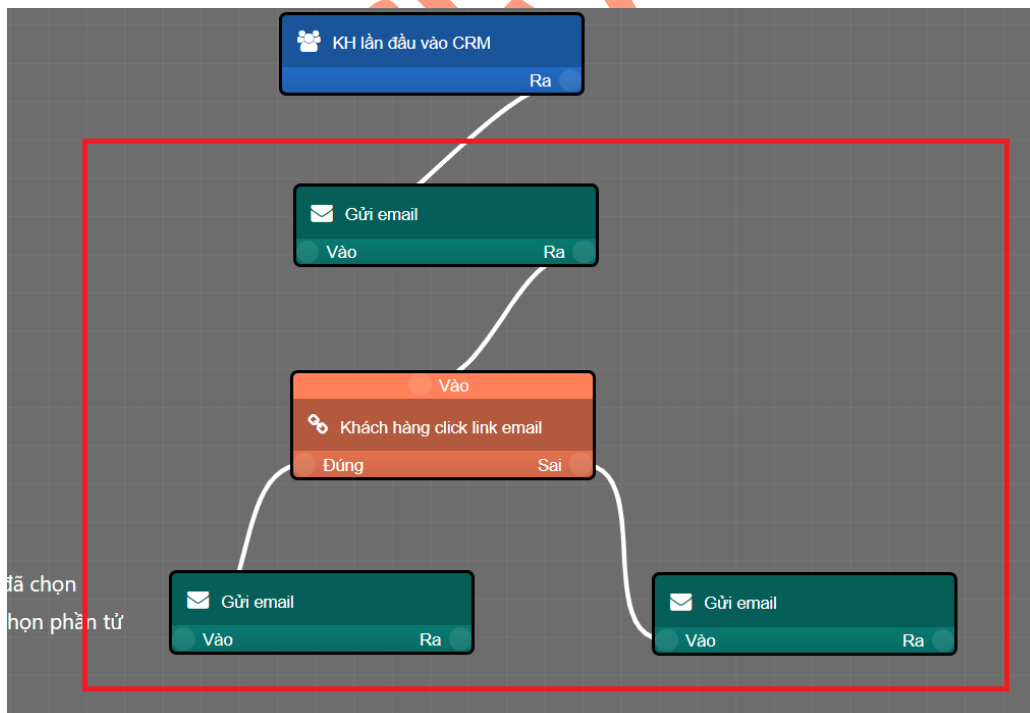 KH lần đầu vào CRM
Ra
Gửi email
Vào Ra
Vào
Khách hàng click link email
Đúng Sai
đã chọn
họn phần tử
Gửi email
Vào Ra
Gửi email
Vào Ra